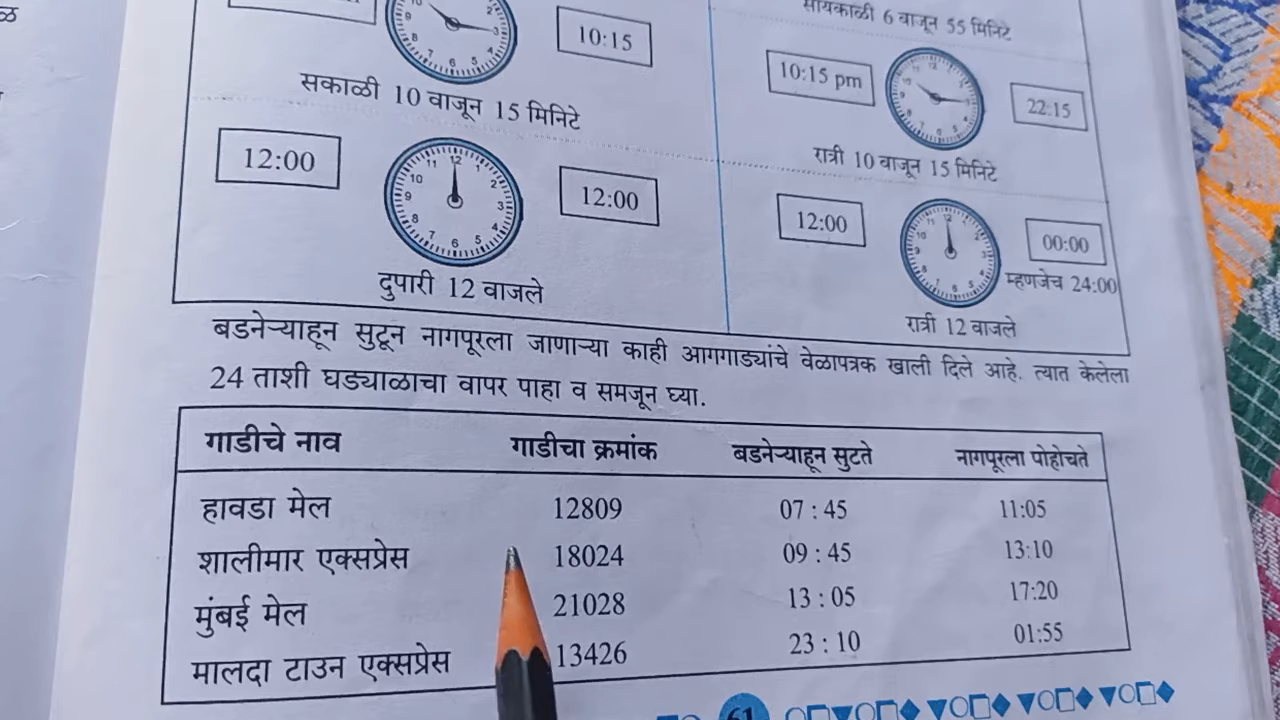 10:15
सकाळी 10 वाजून 15 मिनिटे
12:00
12:00
दुपारी 12 वाजले
सायंकाळी 6 वाजून 55 मिनिटे
10:15 pm
22:15
रात्री 10 वाजून 15 मिनिटे
12:00
00:00
म्हणजेच 24:00
रात्री 12 वाजले
बडनेऱ्याहून सुटून नागपूरला जाणाऱ्या काही आगगाड्यांचे वेळापत्रक खाली दिले आहे. त्यात केलेला
24 ताशी घड्याळाचा वापर पाहा व समजून घ्या.
गाडीचे नाव गाडीचा क्रमांक बडनेऱ्याहून सुटते नागपूरला पोहोचते
हावडा मेल 12809 07 : 45 11:05
शालीमार एक्सप्रेस 18024 09 : 45 13:10
मुंबई मेल 21028 13 : 05 17:20
मालदा टाउन एक्सप्रेस 13426 23 : 10 01:55
61